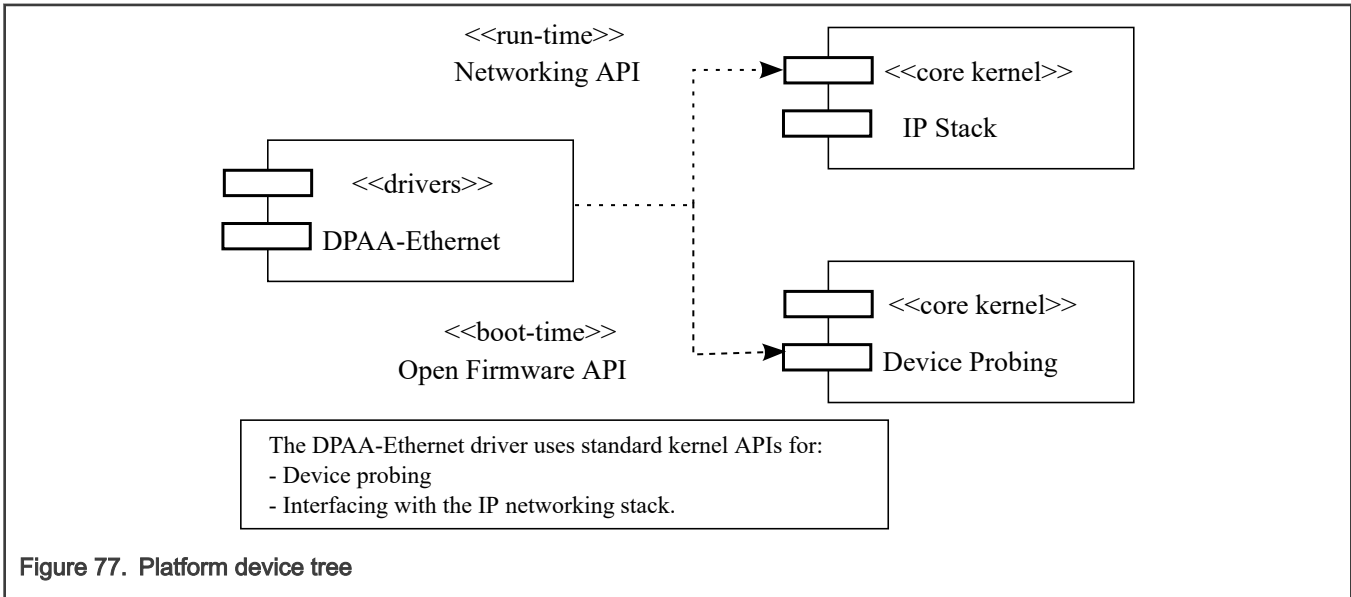 <<run-time>>
Networking API
<<core kernel>>
IP Stack
<<drivers>>
DPAA-Ethernet
<<core kernel>>
Device Probing
<<boot-time>>
Open Firmware API
The DPAA-Ethernet driver uses standard kernel APIs for:
- Device probing
- Interfacing with the IP networking stack.
Figure 77. Platform device tree